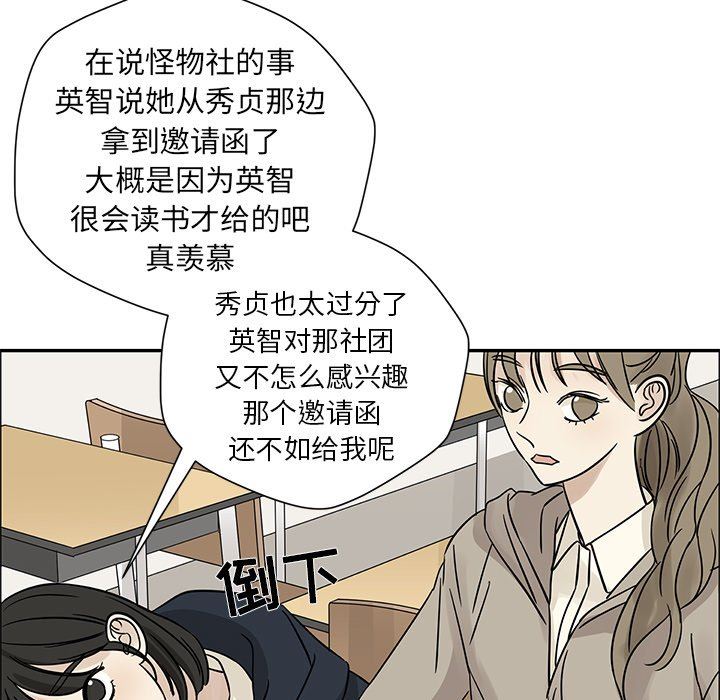 在说怪物社的事
英智说她从秀贞那边
拿到邀请函了
大概是因为英智
很会读书才给的吧
真羡慕
秀贞也太过分了
英智对那社团
又不怎么感兴趣
那个邀请函
还不如给我呢
倒下